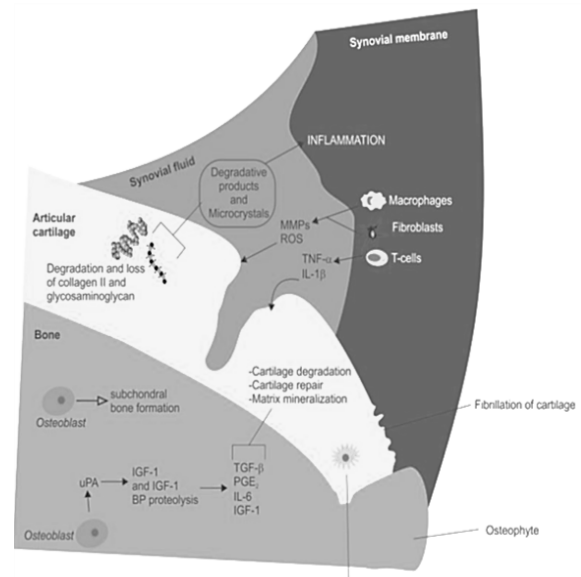 Synovial membrane
INFLAMMATION
Synovial fluid
Degradative
products
and
Microcrystals
Macrophages
Articular
cartilage
MMPs
ROS
Fibroblasts
TNF-α
IL-1β
T-cells
Degradation and loss
of collagen II and
glycosaminoglycan
Bone
-Cartilage degradation
-Cartilage repair
-Matrix mineralization
subchondral
bone formation
Osteoblast
Fibrillation of cartilage
uPA
IGF-1
and IGF-1
BP proteolysis
TGF-β
PGE₂
IL-6
IGF-1
Osteoblast
Osteophyte